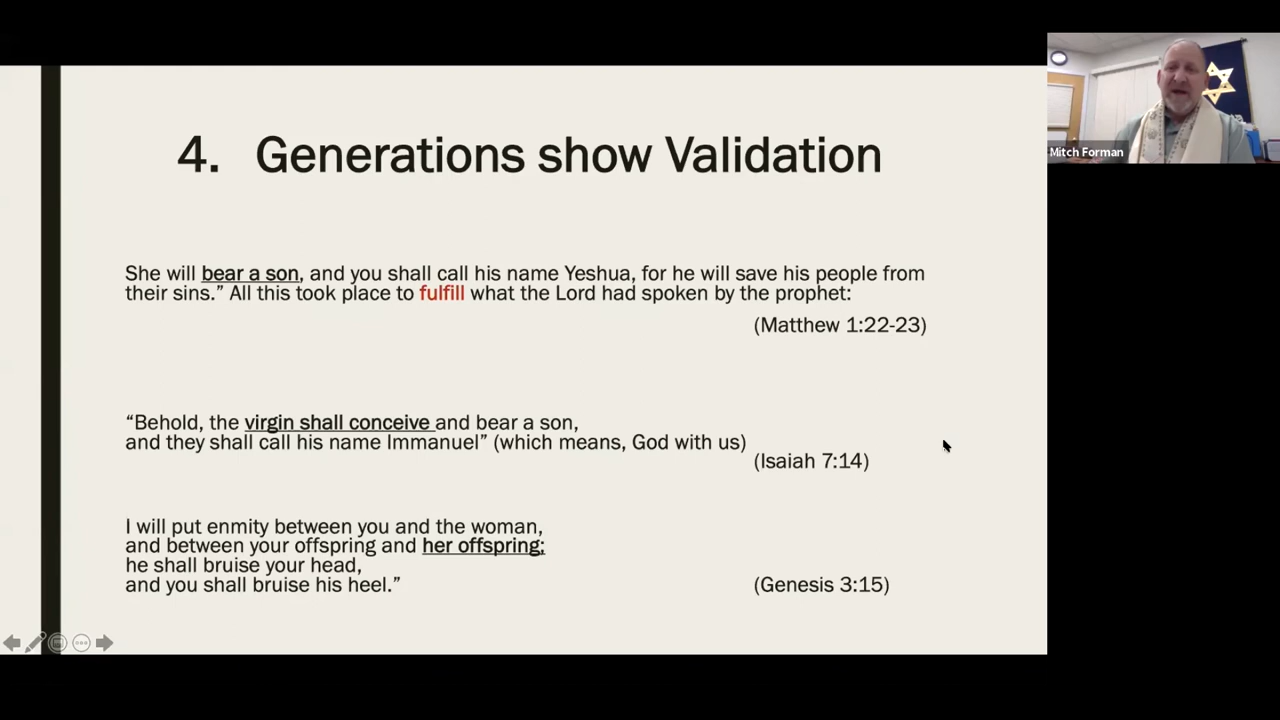 4. Generations show Validation
She will bear a son, and you shall call his name Yeshua, for he will save his people from
their sins.” All this took place to fulfill what the Lord had spoken by the prophet:
(Matthew 1:22-23)
“Behold, the virgin shall conceive and bear a son,
and they shall call his name Immanuel” (which means, God with us)
(Isaiah 7:14)
I will put enmity between you and the woman,
and between your offspring and her offspring;
he shall bruise your head,
and you shall bruise his heel.”
(Genesis 3:15)
Mitch Forman